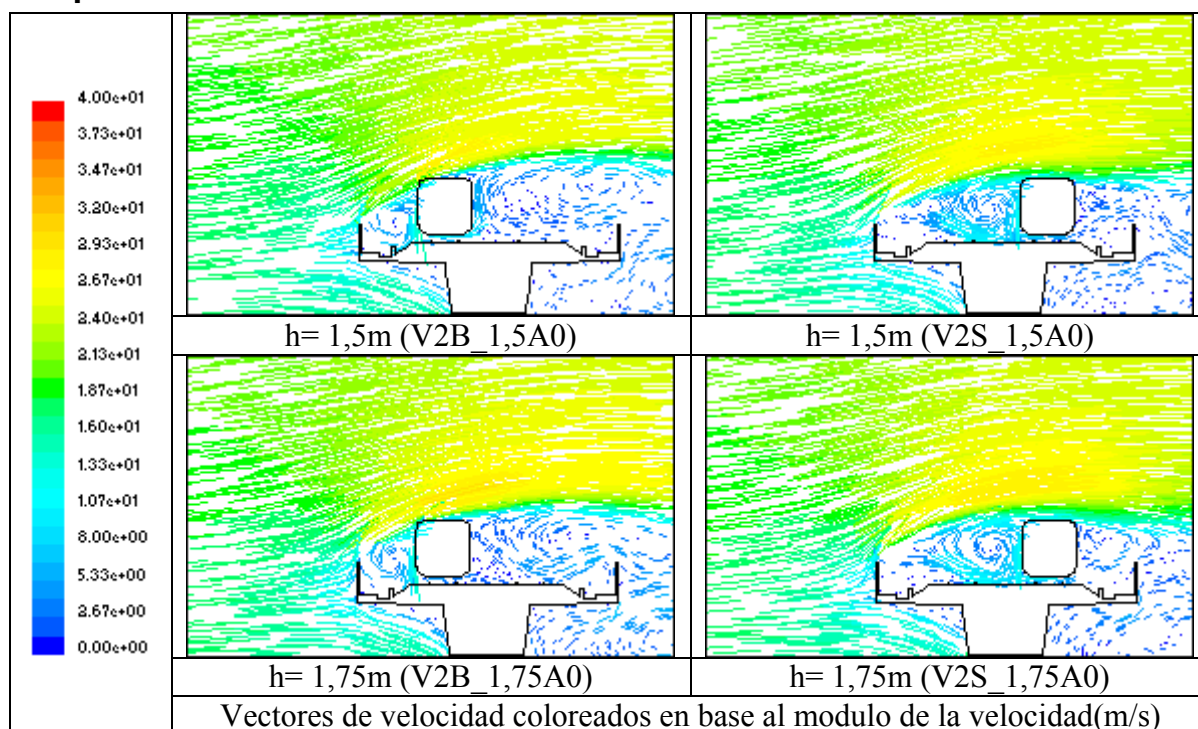 4.00e+01
3.73e+01
3.47e+01
3.20e+01
2.93e+01
2.67e+01
2.40e+01
2.13e+01
1.87e+01
1.60e+01
1.33e+01
1.07e+01
8.00e+00
5.33e+00
2.67e+00
0.00e+00
h= 1,5m (V2B_1,5A0)
h= 1,5m (V2S_1,5A0)
h= 1,75m (V2B_1,75A0)
h= 1,75m (V2S_1,75A0)
Vectores de velocidad coloreados en base al modulo de la velocidad(m/s)